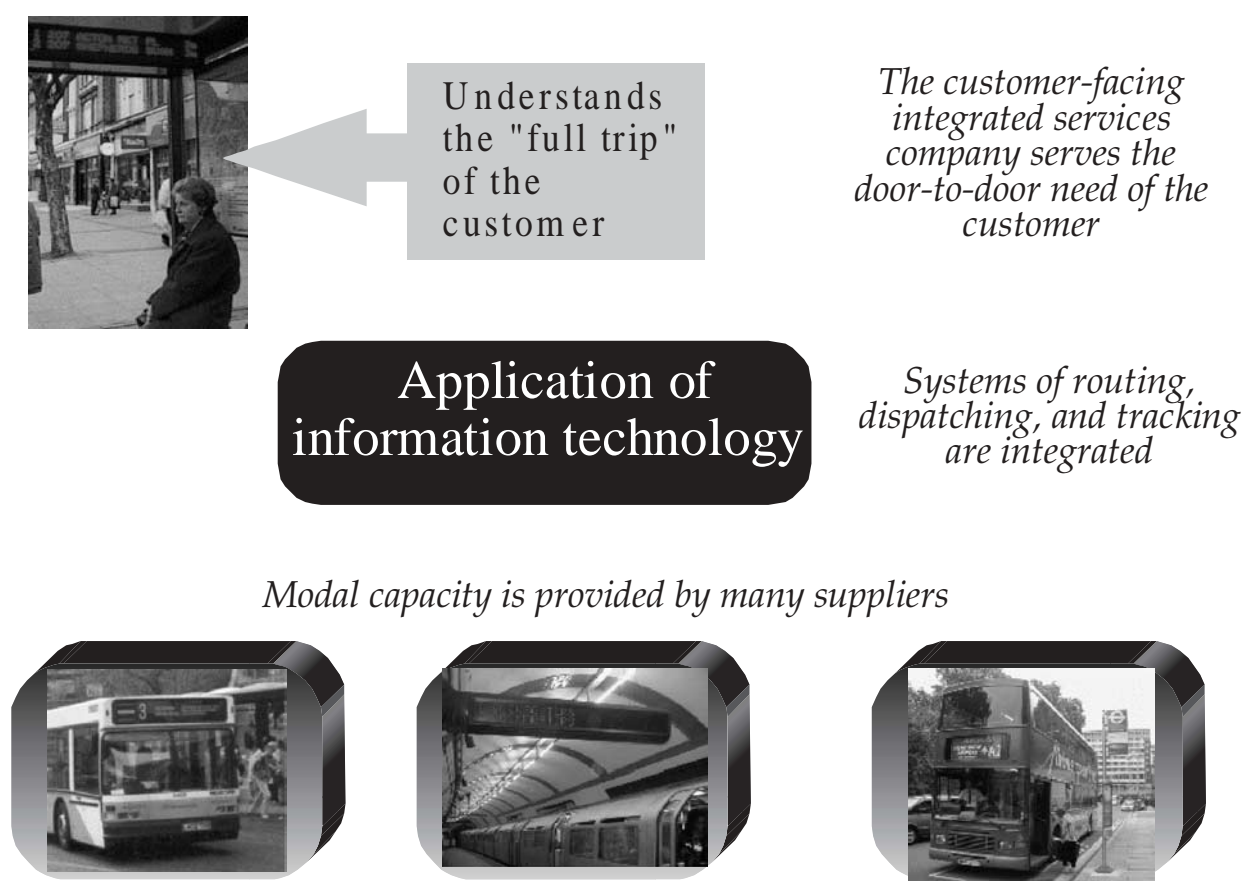 Understands
the "full trip"
of the
customer
The customer-facing
integrated services
company serves the
door-to-door need of the
customer
Application of
information technology
Systems of routing,
dispatching, and tracking
are integrated
Modal capacity is provided by many suppliers
3
A2